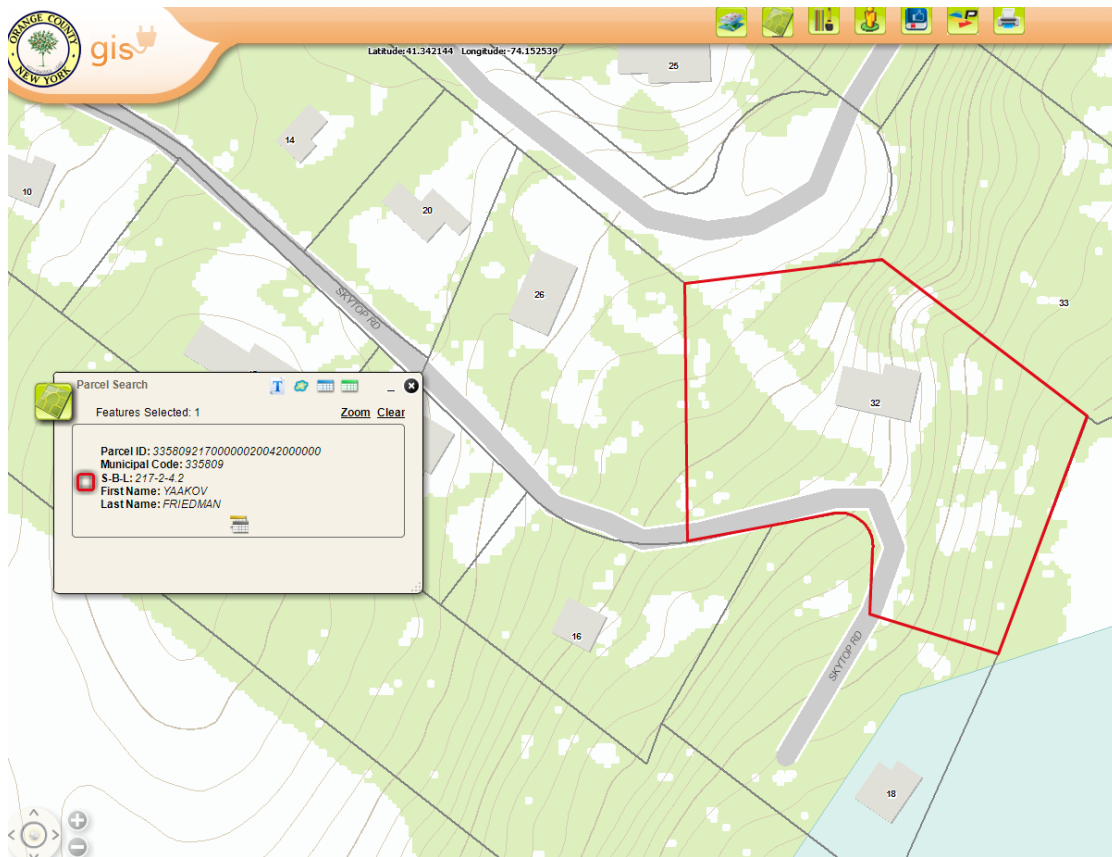 ORANGE COUNTY
NEW YORK
gis
Latitude:41.342144 Longitude:-74.152539
P
25
14
10
20
26
33
SKYTOP RD
32
Parcel Search
T
Features Selected: 1
Zoom Clear
Parcel ID: 33580921700000020042000000
Municipal Code: 335809
S-B-L: 217-2-4.2
First Name: YAAKOV
Last Name: FRIEDMAN
16
SKYTOP RD
18